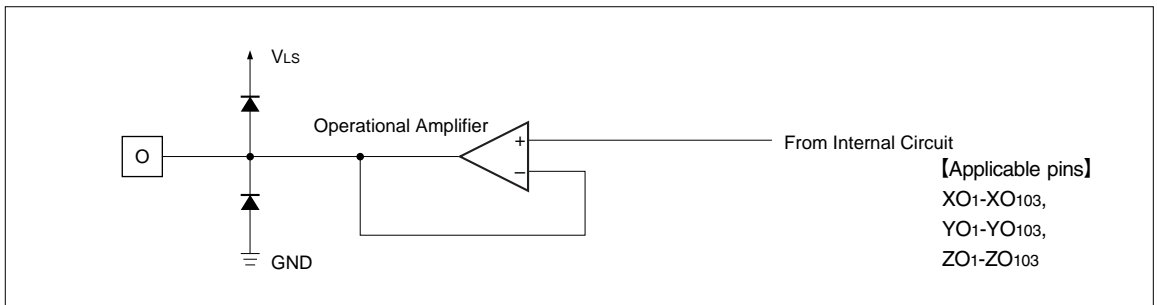 VLS
Operational Amplifier
O
+
−
From Internal Circuit
GND
【Applicable pins】
XO1-XO103,
YO1-YO103,
ZO1-ZO103